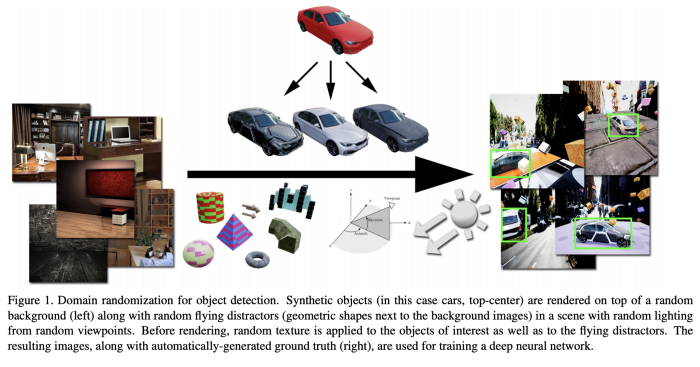 Viewpoint
Figure 1. Domain randomization for object detection. Synthetic objects (in this case cars, top-center) are rendered on top of a random
background (left) along with random flying distractors (geometric shapes next to the background images) in a scene with random lighting
from random viewpoints. Before rendering, random texture is applied to the objects of interest as well as to the flying distractors. The
resulting images, along with automatically-generated ground truth (right), are used for training a deep neural network.